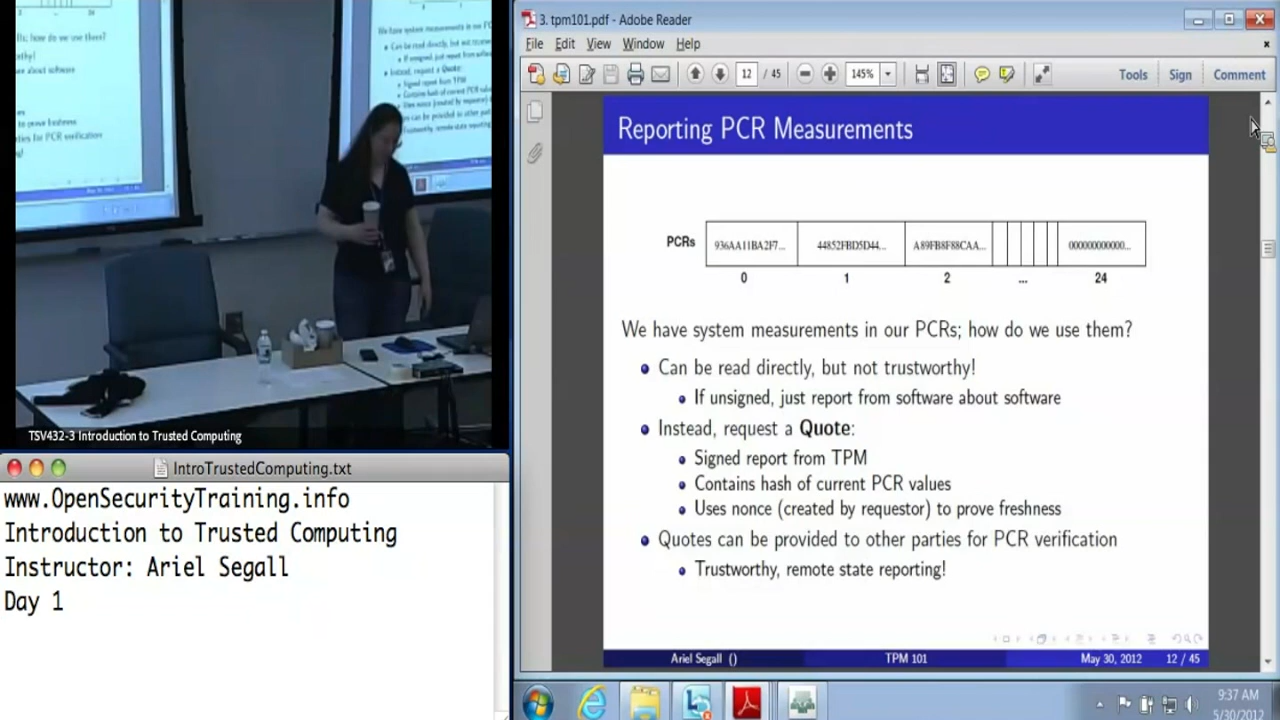 3. tpm101.pdf - Adobe Reader
File Edit View Window Help
12 / 45 145% Tools Sign Comment
Reporting PCR Measurements
PCRs 936AA11BA2F7... 44852FBD5D44... A89FB8F88CAA... 000000000000...
0 1 2 ... 24
We have system measurements in our PCRs; how do we use them?
Can be read directly, but not trustworthy!
If unsigned, just report from software about software
Instead, request a Quote:
Signed report from TPM
Contains hash of current PCR values
Uses nonce (created by requestor) to prove freshness
Quotes can be provided to other parties for PCR verification
Trustworthy, remote state reporting!
Ariel Segall () TPM 101 May 30, 2012 12 / 45
9:37 AM
5/30/2012
TSV432-3 Introduction to Trusted Computing
IntroTrustedComputing.txt
www.OpenSecurityTraining.info
Introduction to Trusted Computing
Instructor: Ariel Segall
Day 1